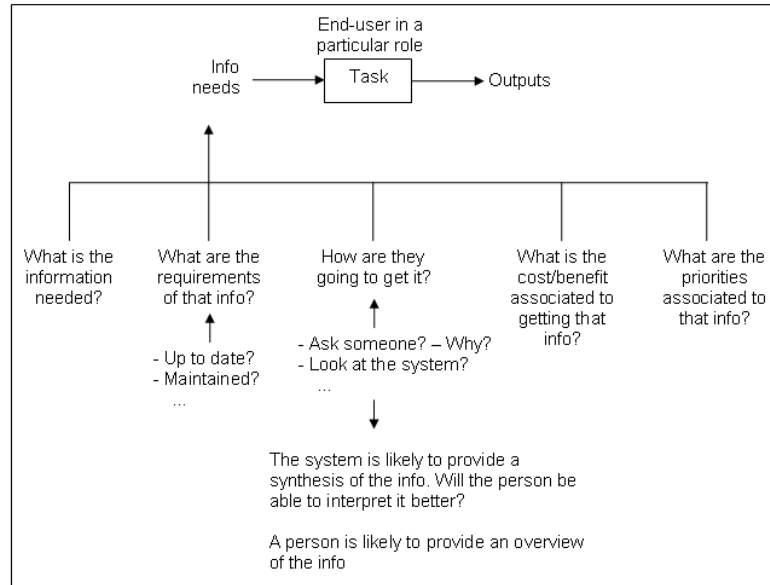 End-user in a
particular role
Info
needs
Task
Outputs
What is the
information
needed?
What are the
requirements
of that info?
How are they
going to get it?
What is the
cost/benefit
associated to
getting that
info?
What are the
priorities
associated to
that info?
- Up to date?
- Maintained?
...
- Ask someone? – Why?
- Look at the system?
...
The system is likely to provide a
synthesis of the info. Will the person be
able to interpret it better?
A person is likely to provide an overview
of the info